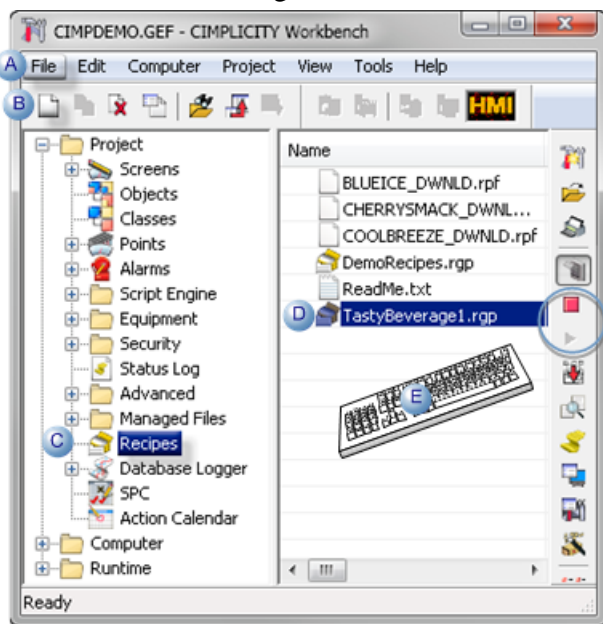 CIMPDEMO.GEF - CIMPLICITY Workbench
A File Edit Computer Project View Tools Help
B HMI
Project
Screens
Objects
Classes
Points
Alarms
Script Engine
Equipment
Security
Status Log
Advanced
Managed Files
C Recipes
Database Logger
SPC
Action Calendar
Computer
Runtime
Name
BLUEICE_DWNLD.rpf
CHERRYSMACK_DWNL...
COOLBREEZE_DWNLD.rpf
DemoRecipes.rgp
ReadMe.txt
D TastyBeverage1.rgp
E
Ready